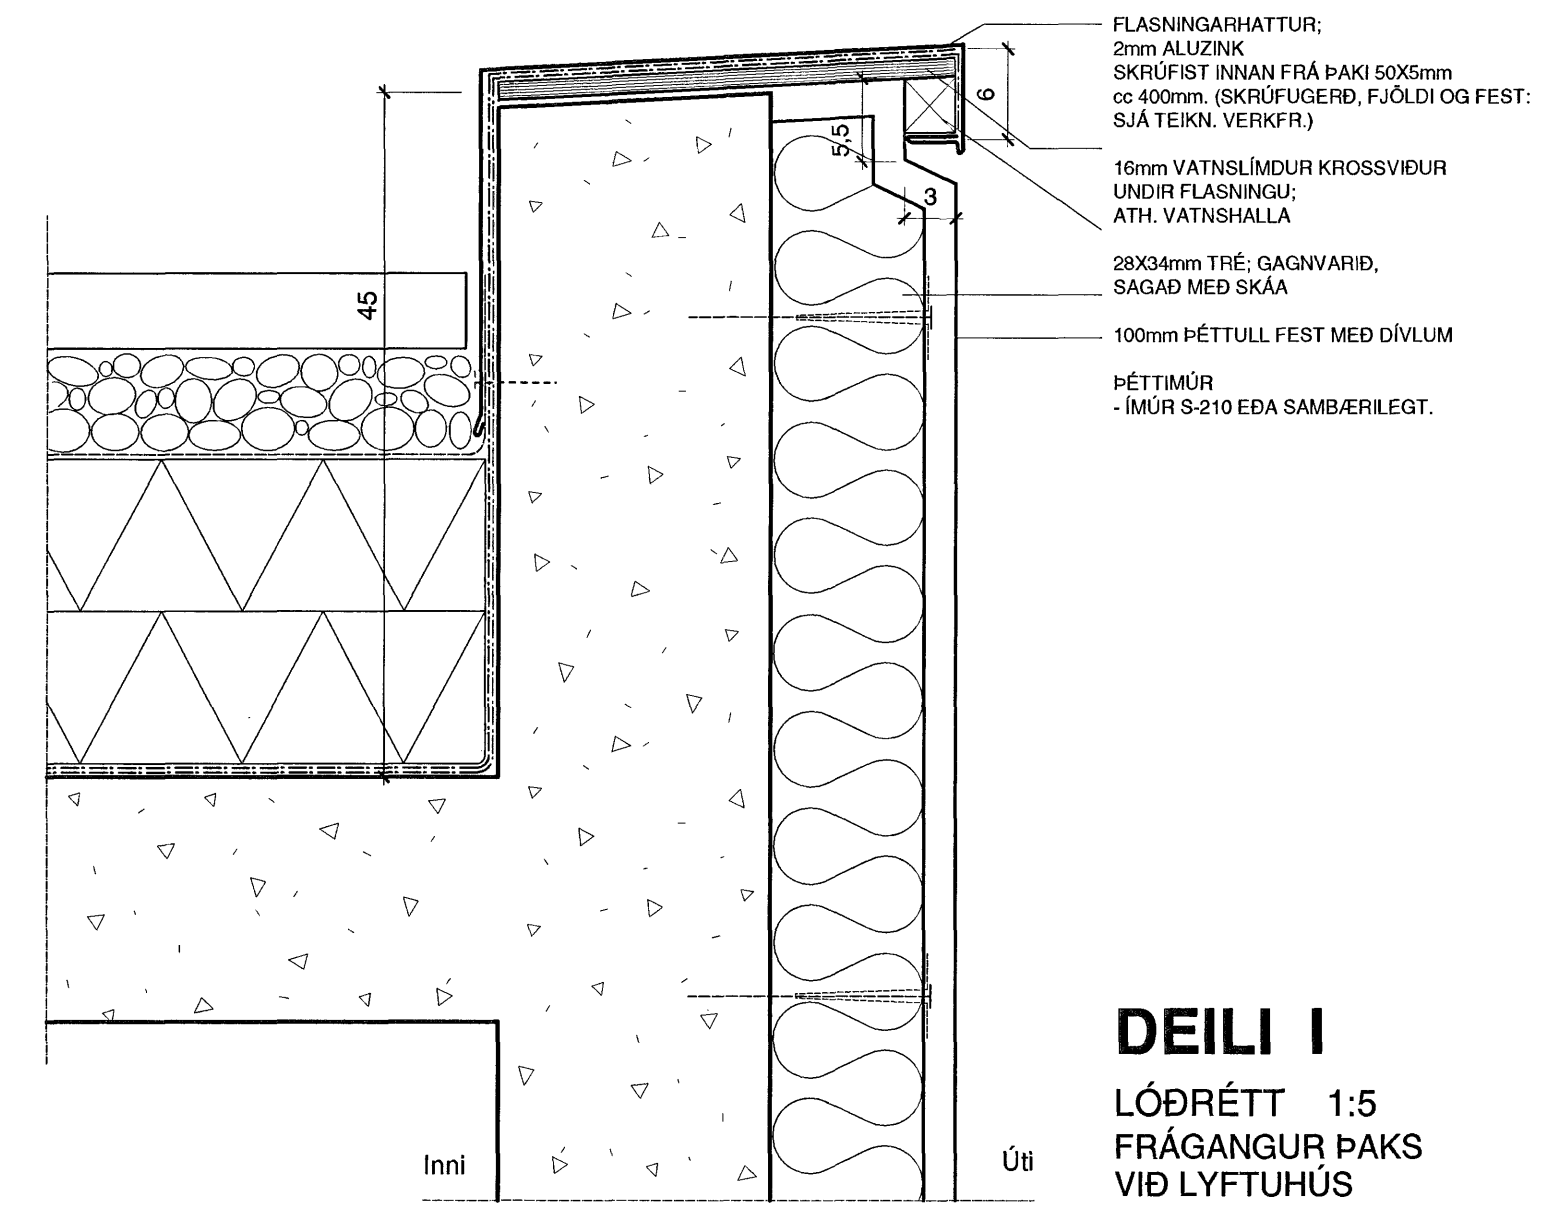 FLASNINGARHATTUR;
2mm ALUZINK
SKRÚFIST INNAN FRÁ ÞAKI 50X5mm
cc 400mm. (SKRÚFUGERÐ, FJÖLDI OG FEST:
SJÁ TEIKN. VERKFR.)
16mm VATNSLÍMDUR KROSSVIÐUR
UNDIR FLASNINGU;
ATH. VATNSHALLA
28X34mm TRÉ; GAGNVARIÐ,
SAGAÐ MEÐ SKÁA
100mm ÞÉTTULL FEST MEÐ DÍVLUM
ÞÉTTIMÚR
- ÍMÚR S-210 EÐA SAMBÆRILEGT.
6
5,5
3
45
Inni
Úti
DEILI I
LÓÐRÉTT 1:5
FRÁGANGUR ÞAKS
VIÐ LYFTUHÚS